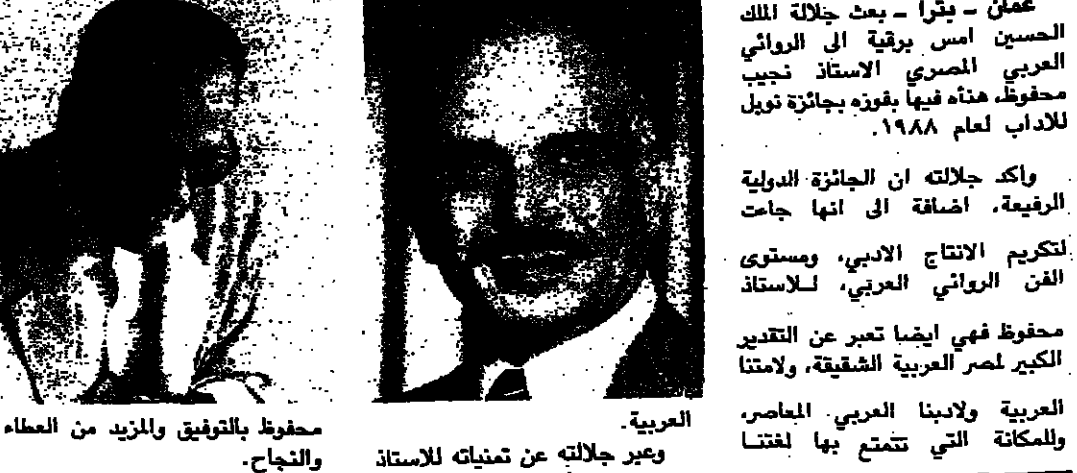 عمان ـ بترا ـ بعث جلالة الملك
الحسين امس برقية الى الروائي
العربي المصري الاستاذ نجيب
محفوظ، هنأه فيها بفوزه بجائزة نوبل
للاداب لعام ١٩٨٨.
واكد جلالته ان الجائزة الدولية
الرفيعة، اضافة الى انها جاءت
لتكريم الانتاج الادبي، ومستوى
الفن الروائي العربي، لـلاستاذ
محفوظ فهي ايضا تعبر عن التقدير
الكبير لمصر العربية الشقيقة، ولامتنا
العربية ولادبنا العربي المعاصر،
وللمكانة التي تتمتع بها لغتنا
العربية.
وعبر جلالته عن تمنياته للاستاذ
محفوظ بالتوفيق والمزيد من العطاء
والنجاح.